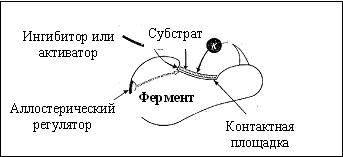 Ингибитор или
активатор
Субстрат
К
Фермент
Аллостерический
регулятор
Контактная
площадка